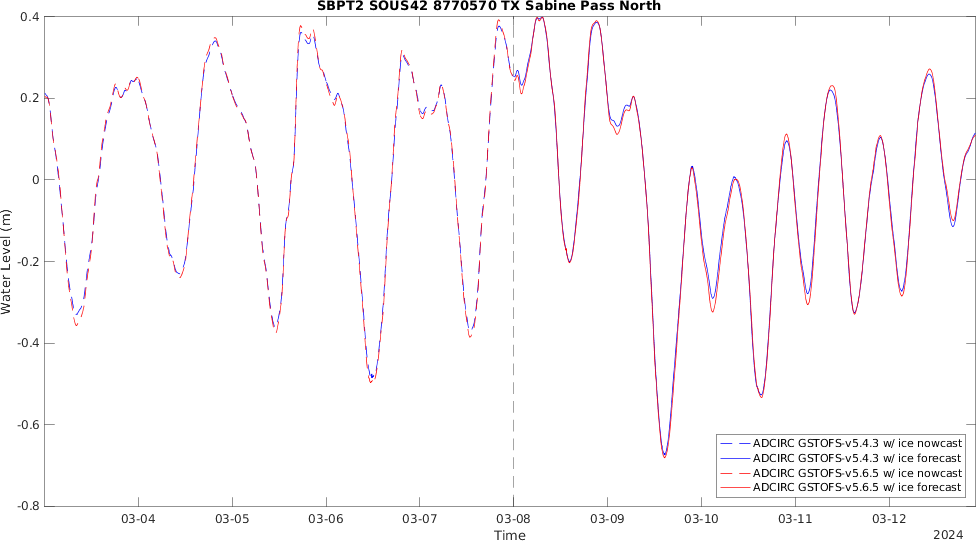 SBPT2 SOUS42 8770570 TX Sabine Pass North
0.4
0.2
0
-0.2
-0.4
-0.6
-0.8
Water Level (m)
03-04 03-05 03-06 03-07 03-08 03-09 03-10 03-11 03-12
Time
2024
ADCIRC GSTOFS-v5.4.3 w/ ice nowcast
ADCIRC GSTOFS-v5.4.3 w/ ice forecast
ADCIRC GSTOFS-v5.6.5 w/ ice nowcast
ADCIRC GSTOFS-v5.6.5 w/ ice forecast